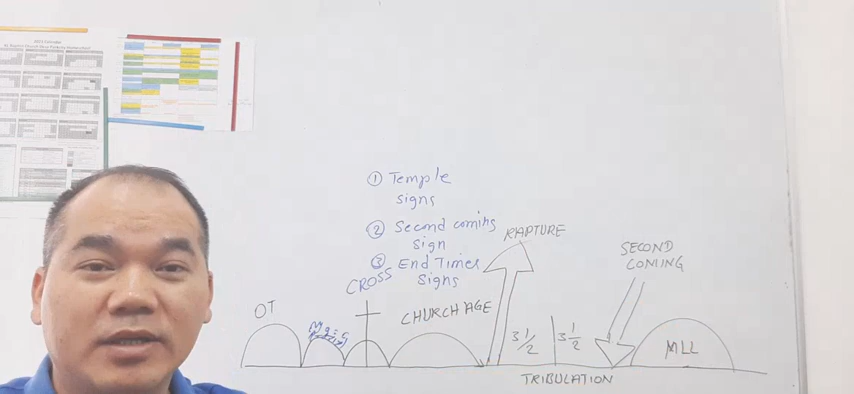 ① Temple
signs
② Second coming
sign
③ End Times
signs
RAPTURE
SECOND
COMING
CROSS
OT
CHURCH AGE
3 1/2
3 1/2
MLL
TRIBULATION